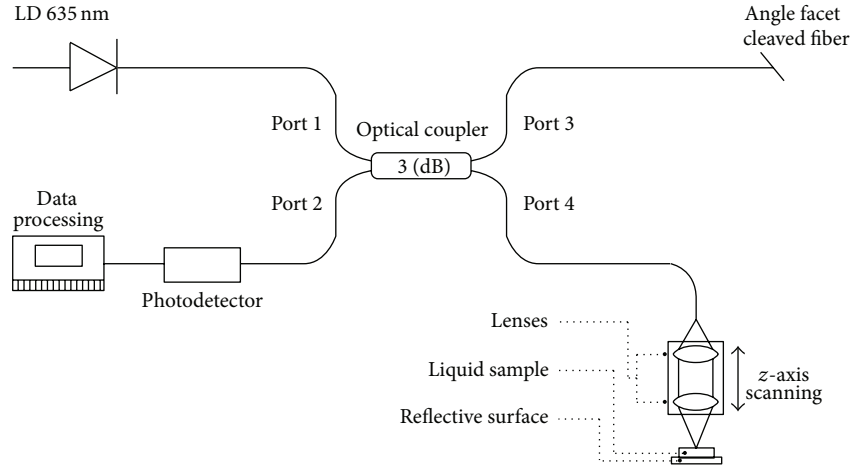 LD 635 nm
Angle facet
cleaved fiber
Port 1
Optical coupler
Port 3
3 (dB)
Port 2
Port 4
Data
processing
Photodetector
Lenses
Liquid sample
Reflective surface
z-axis
scanning